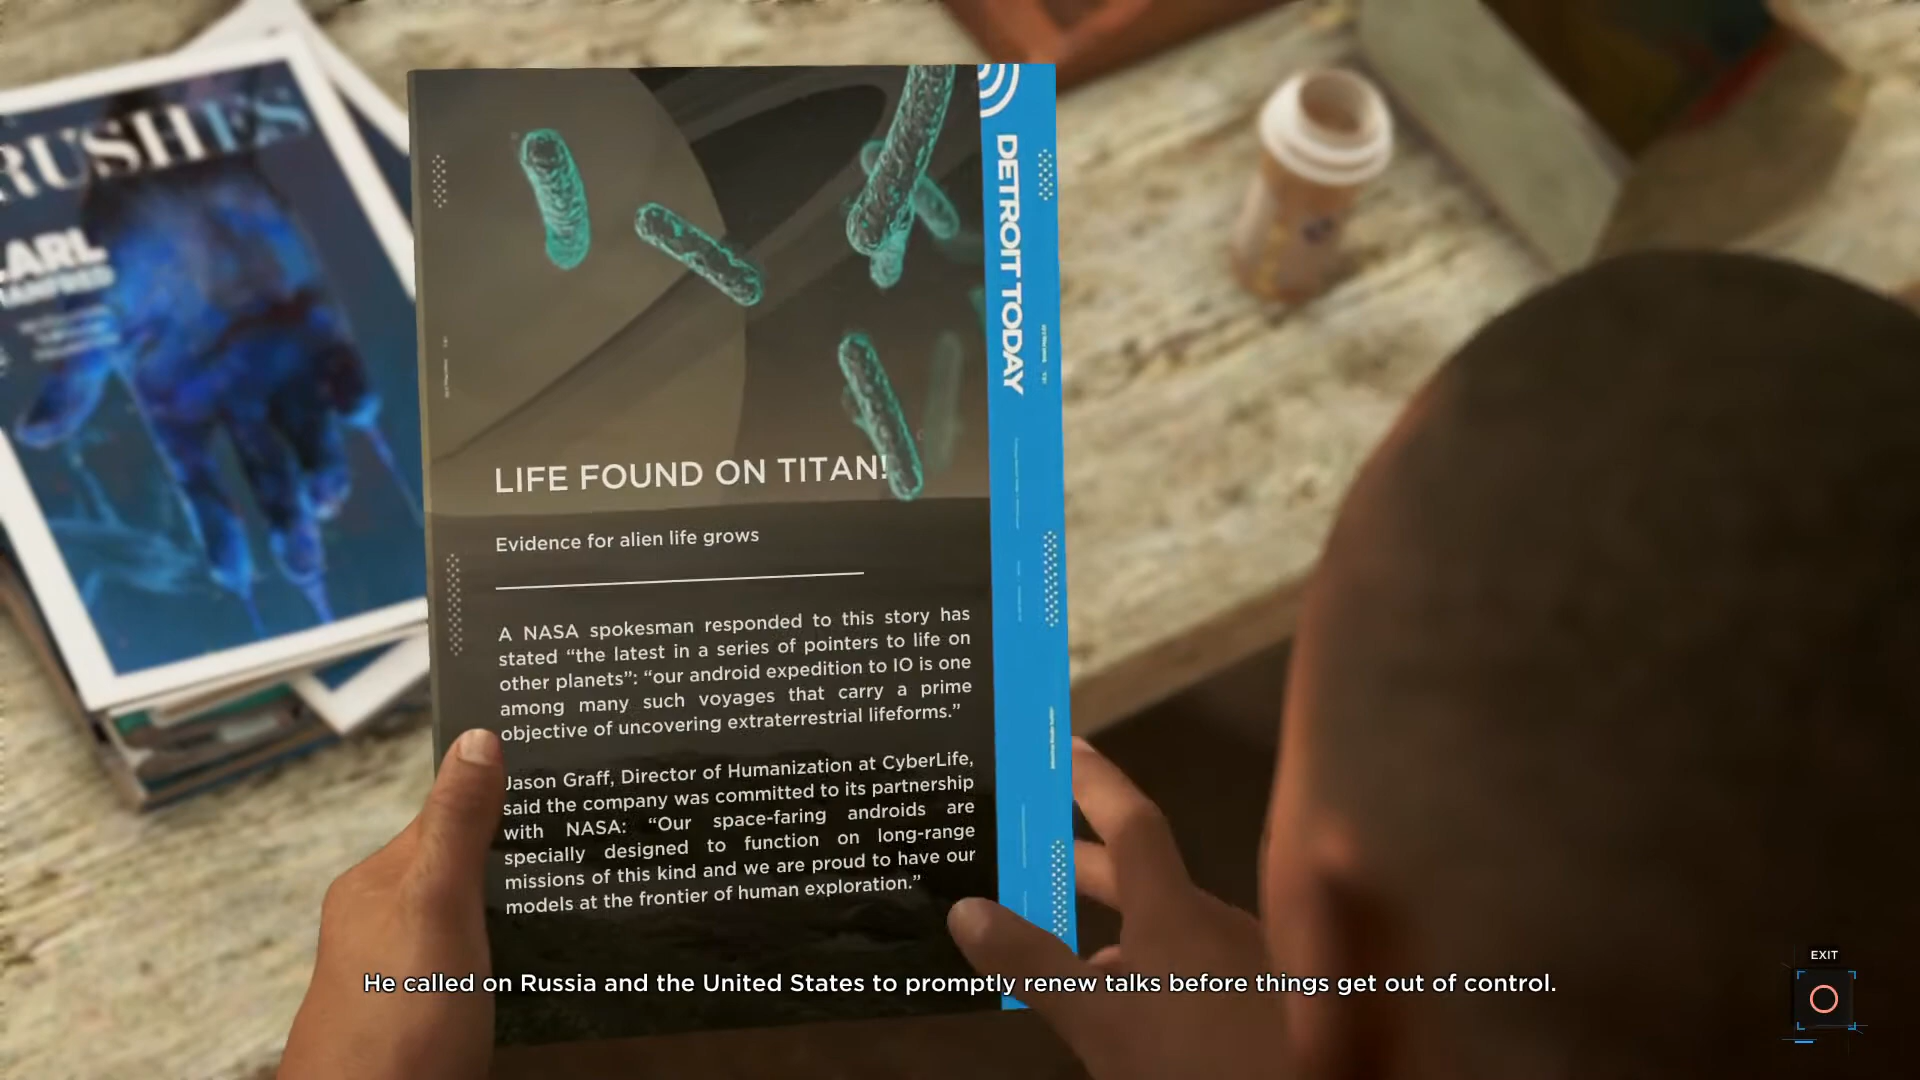 RUSHES
DETROIT TODAY
LIFE FOUND ON TITAN!
Evidence for alien life grows
A NASA spokesman responded to this story has
stated “the latest in a series of pointers to life on
other planets”: “our android expedition to IO is one
among many such voyages that carry a prime
objective of uncovering extraterrestrial lifeforms.”
Jason Graff, Director of Humanization at CyberLife,
said the company was committed to its partnership
with NASA: “Our space-faring androids are
specially designed to function on long-range
missions of this kind and we are proud to have our
models at the frontier of human exploration.”
He called on Russia and the United States to promptly renew talks before things get out of control.
EXIT